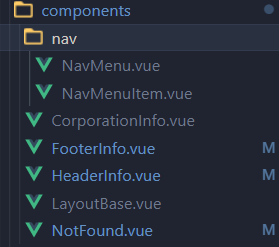 components
nav
NavMenu.vue
NavMenuItem.vue
CorporationInfo.vue
FooterInfo.vue M
HeaderInfo.vue M
LayoutBase.vue
NotFound.vue M